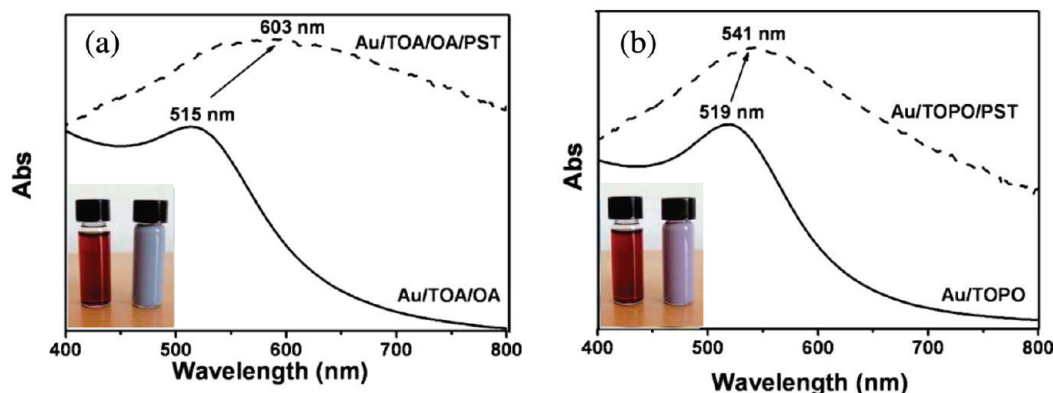 (a)
603 nm
Au/TOA/OA/PST
515 nm
Abs
Au/TOA/OA
400 500 600 700 800
Wavelength (nm)
(b)
541 nm
519 nm
Au/TOPO/PST
Abs
Au/TOPO
400 500 600 700 800
Wavelength (nm)